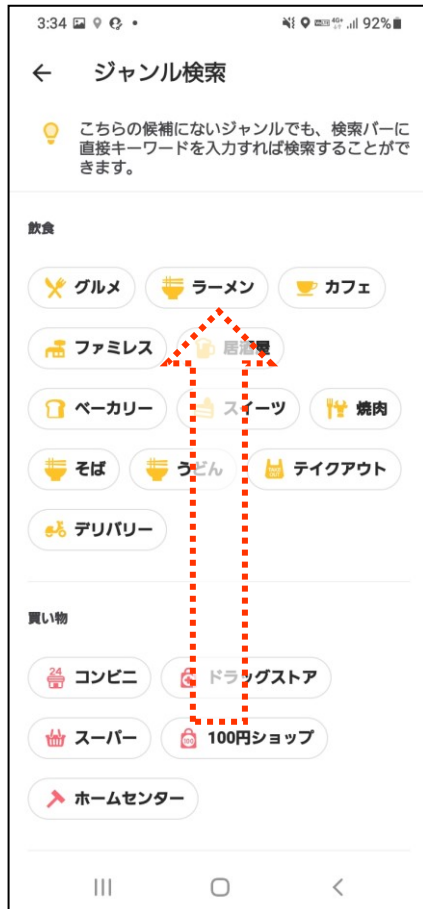 3:34 92%
ジャンル検索
こちらの候補にないジャンルでも、検索バーに
直接キーワードを入力すれば検索することがで
きます。
飲食
グルメ ラーメン カフェ
ファミレス 居酒屋
ベーカリー スイーツ 焼肉
そば うどん テイクアウト
デリバリー
買い物
24 コンビニ ドラッグストア
スーパー 100 100円ショップ
ホームセンター